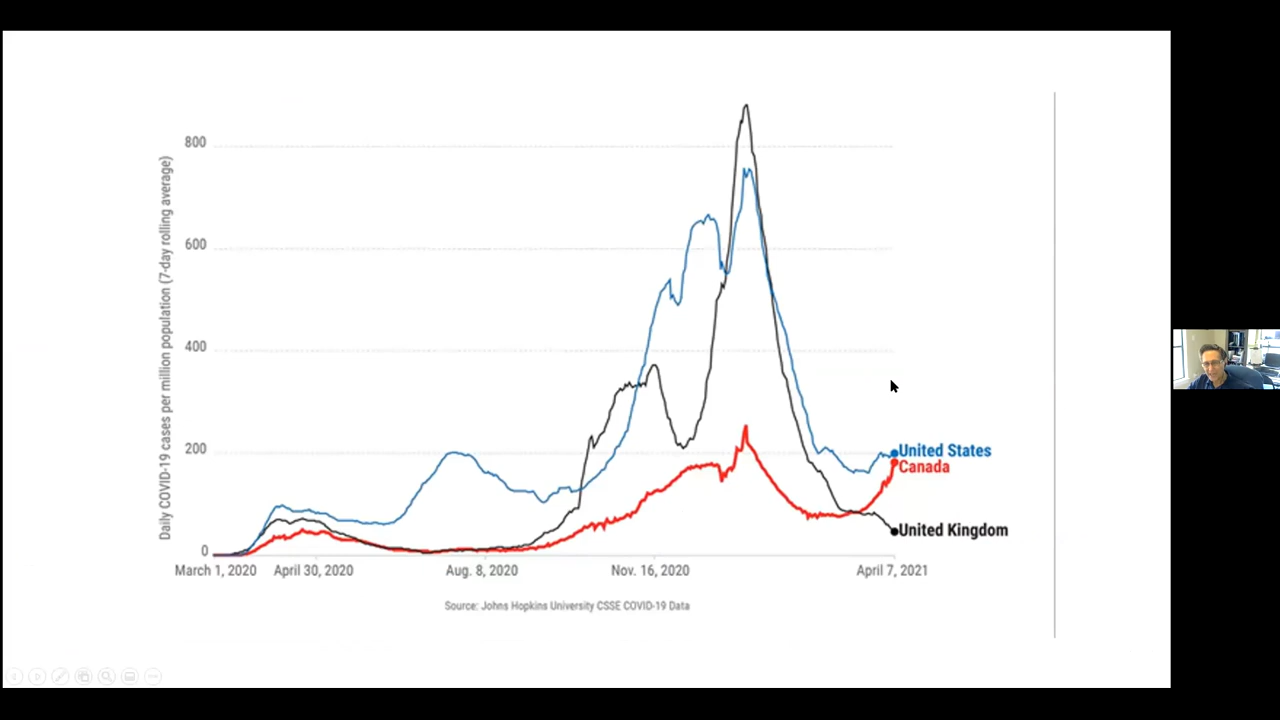 Daily COVID-19 cases per million population (7-day rolling average)
800
600
400
200
0
March 1, 2020
April 30, 2020
Aug. 8, 2020
Nov. 16, 2020
April 7, 2021
United States
Canada
United Kingdom
Source: Johns Hopkins University CSSE COVID-19 Data